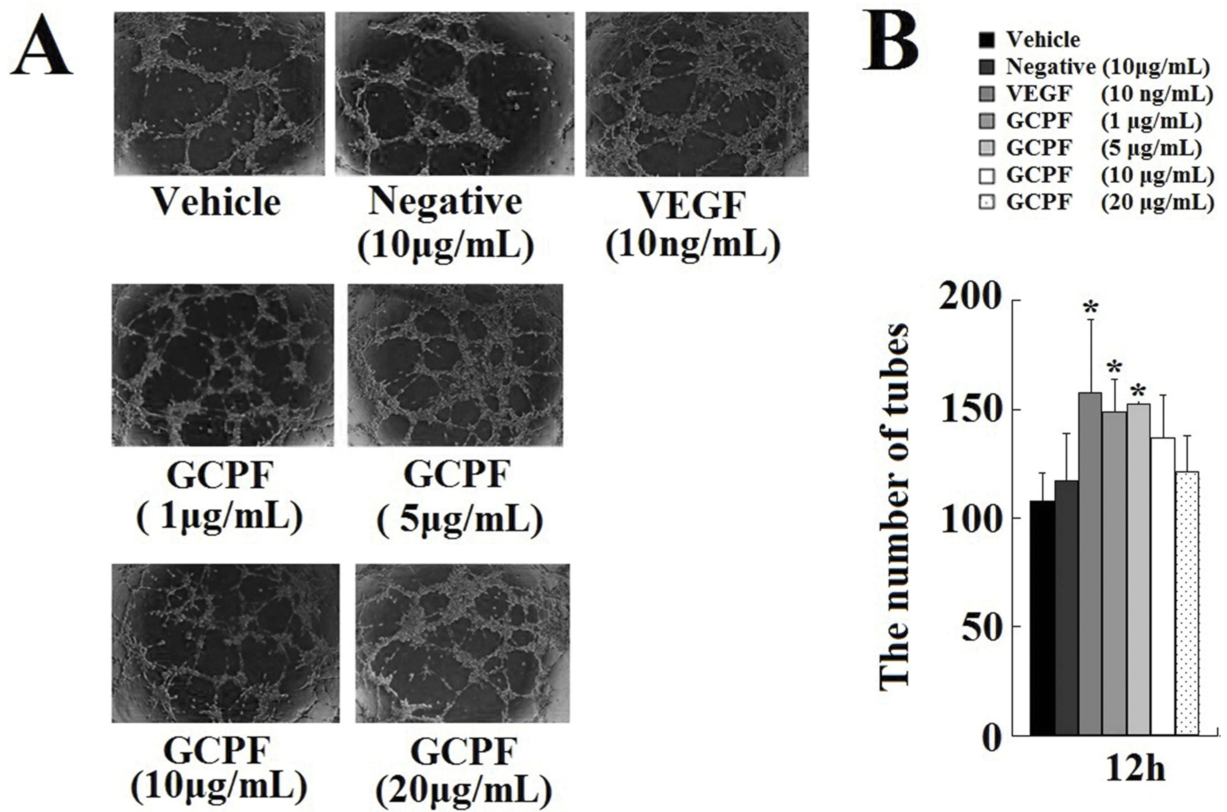 A
Vehicle
Negative
(10μg/mL)
VEGF
(10ng/mL)
GCPF
( 1μg/mL)
GCPF
( 5μg/mL)
GCPF
(10μg/mL)
GCPF
(20μg/mL)
B
Vehicle
Negative (10μg/mL)
VEGF (10 ng/mL)
GCPF (1 μg/mL)
GCPF (5 μg/mL)
GCPF (10 μg/mL)
GCPF (20 μg/mL)
The number of tubes
200
150
100
50
0
* * *
12h